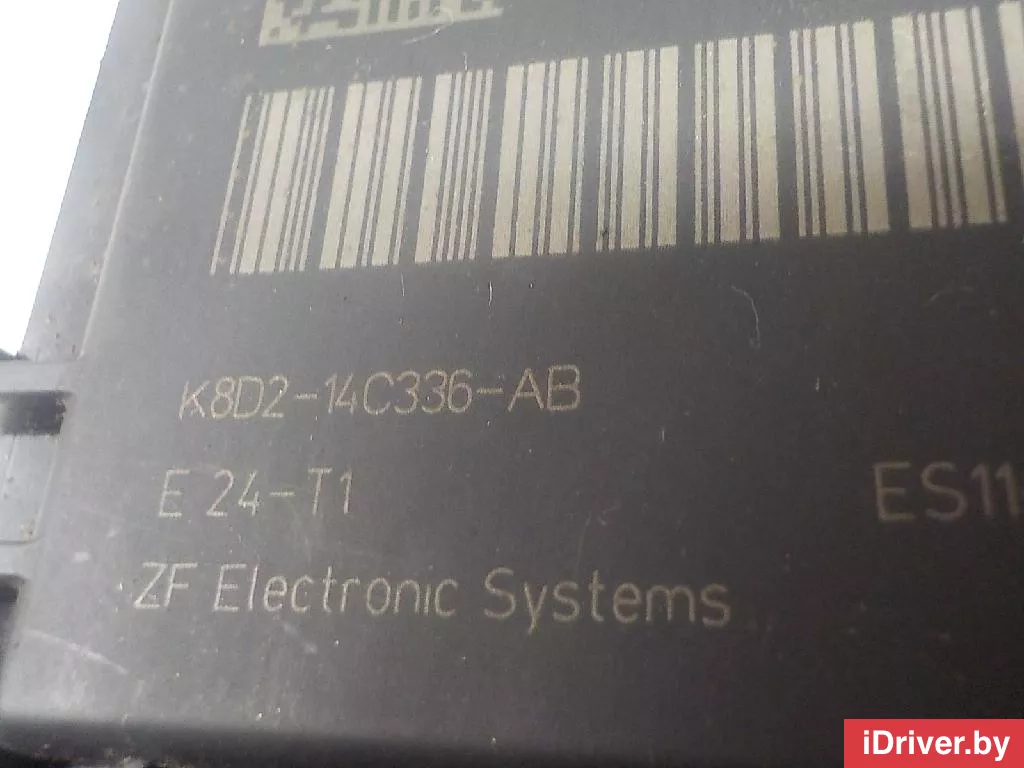 K8D2-14C336-AB
E 24-T1
ES11
ZF Electronic Systems
iDriver.by